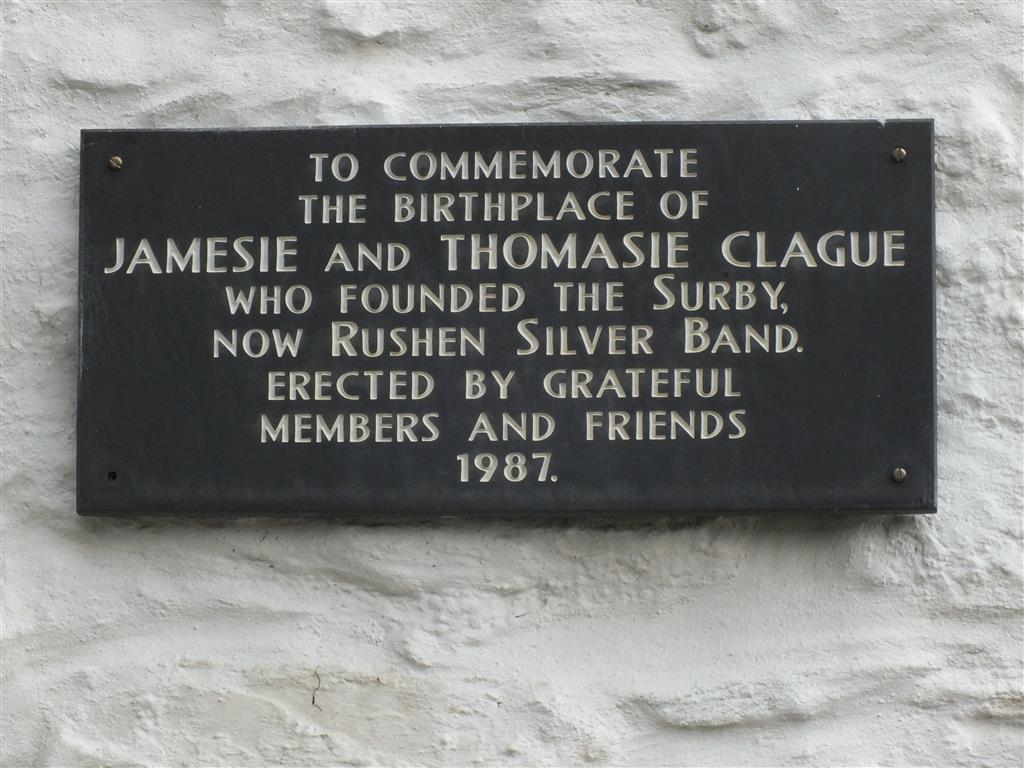 TO COMMEMORATE
THE BIRTHPLACE OF
JAMESIE AND THOMASIE CLAGUE
WHO FOUNDED THE SURBY,
NOW RUSHEN SILVER BAND.
ERECTED BY GRATEFUL
MEMBERS AND FRIENDS
1987.